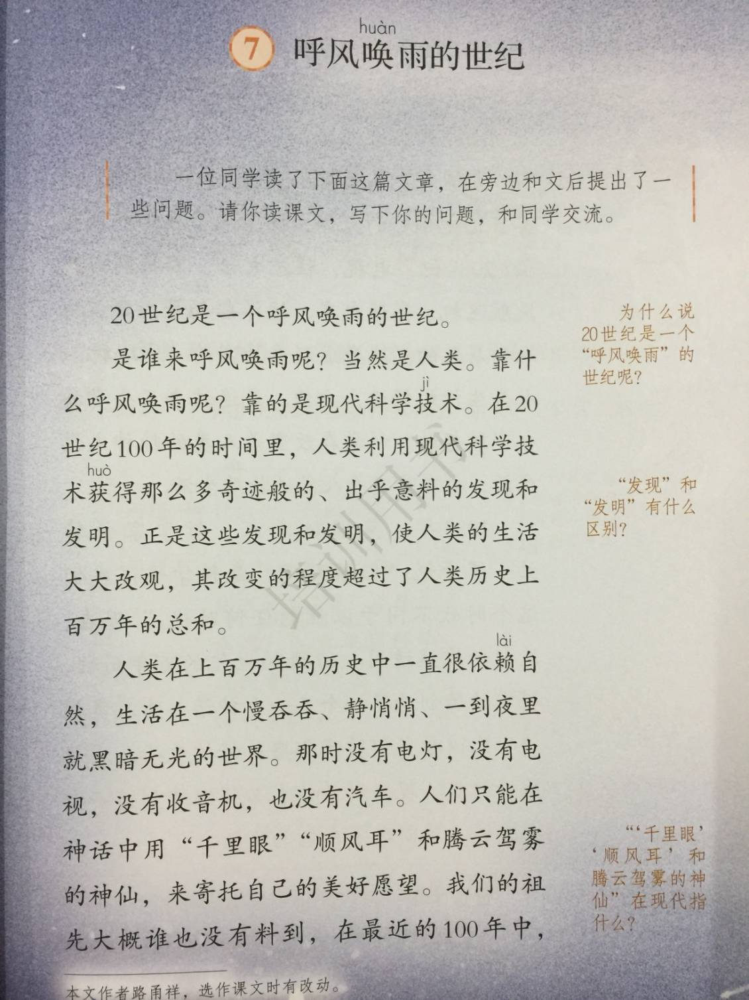 huàn
7 呼风唤雨的世纪
一位同学读了下面这篇文章，在旁边和文后提出了一
些问题。请你读课文，写下你的问题，和同学交流。
20世纪是一个呼风唤雨的世纪。
是谁来呼风唤雨呢？当然是人类。靠什
jì
么呼风唤雨呢？靠的是现代科学技术。在20
世纪100年的时间里，人类利用现代科学技
huò
术获得那么多奇迹般的、出乎意料的发现和
发明。正是这些发现和发明，使人类的生活
大大改观，其改变的程度超过了人类历史上
百万年的总和。
lài
人类在上百万年的历史中一直很依赖自
然，生活在一个慢吞吞、静悄悄、一到夜里
就黑暗无光的世界。那时没有电灯，没有电
视，没有收音机，也没有汽车。人们只能在
神话中用“千里眼”“顺风耳”和腾云驾雾
的神仙，来寄托自己的美好愿望。我们的祖
先大概谁也没有料到，在最近的100年中，
为什么说
20世纪是一个
“呼风唤雨”的
世纪呢？
“发现”和
“发明”有什么
区别？
“‘千里眼’
‘顺风耳’和
腾云驾雾的神
仙”在现代指
什么？
本文作者路甬祥，选作课文时有改动。
培训用书